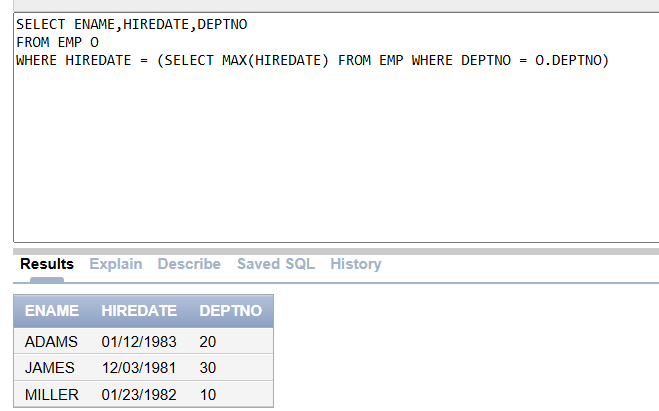 SELECT ENAME,HIREDATE,DEPTNO
FROM EMP O
WHERE HIREDATE = (SELECT MAX(HIREDATE) FROM EMP WHERE DEPTNO = O.DEPTNO)
Results Explain Describe Saved SQL History
ENAME HIREDATE DEPTNO
ADAMS 01/12/1983 20
JAMES 12/03/1981 30
MILLER 01/23/1982 10